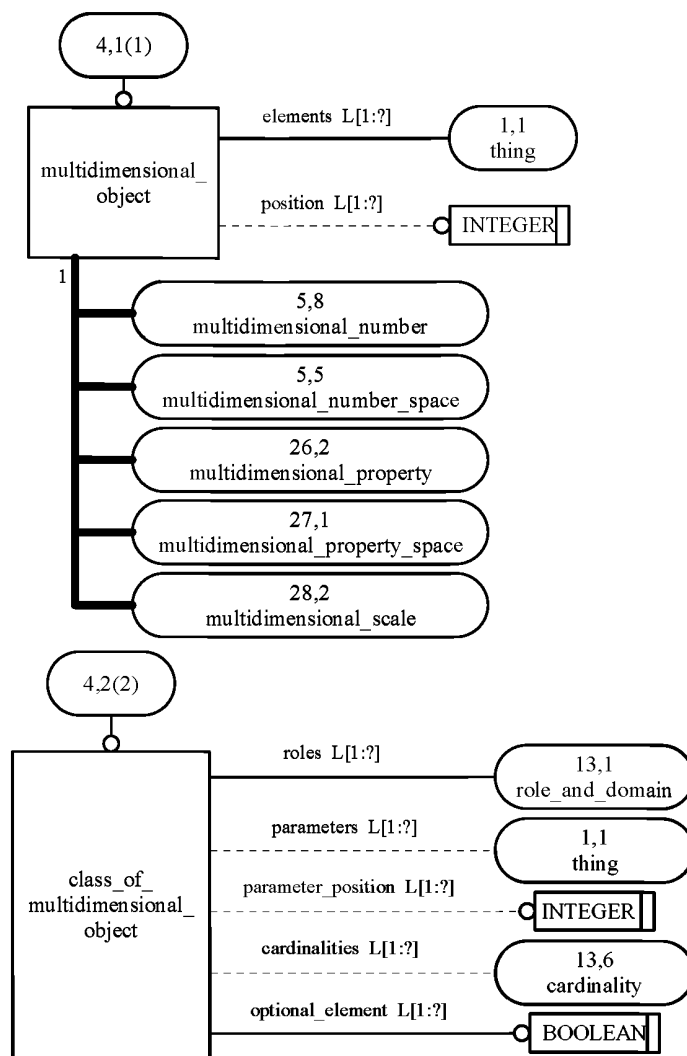 4,1(1)
elements L[1:?]
1,1
thing
multidimensional_
object
position L[1:?]
INTEGER
1
5,8
multidimensional_number
5,5
multidimensional_number_space
26,2
multidimensional_property
27,1
multidimensional_property_space
28,2
multidimensional_scale
4,2(2)
roles L[1:?]
13,1
role_and_domain
parameters L[1:?]
1,1
thing
class_of_
multidimensional_
object
parameter_position L[1:?]
INTEGER
cardinalities L[1:?]
13,6
cardinality
optional_element L[1:?]
BOOLEAN